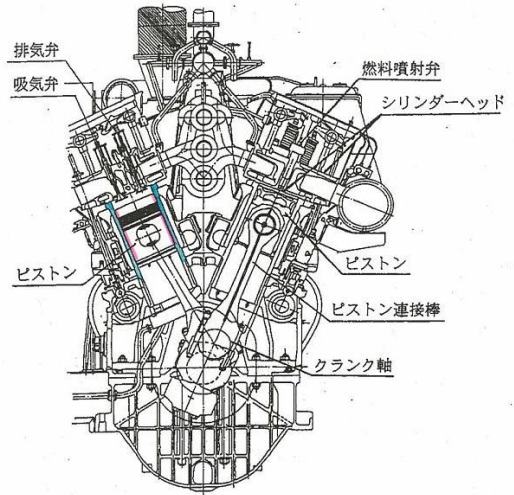 排気弁
吸気弁
燃料噴射弁
シリンダーヘッド
ピストン
ピストン
ピストン連接棒
クランク軸